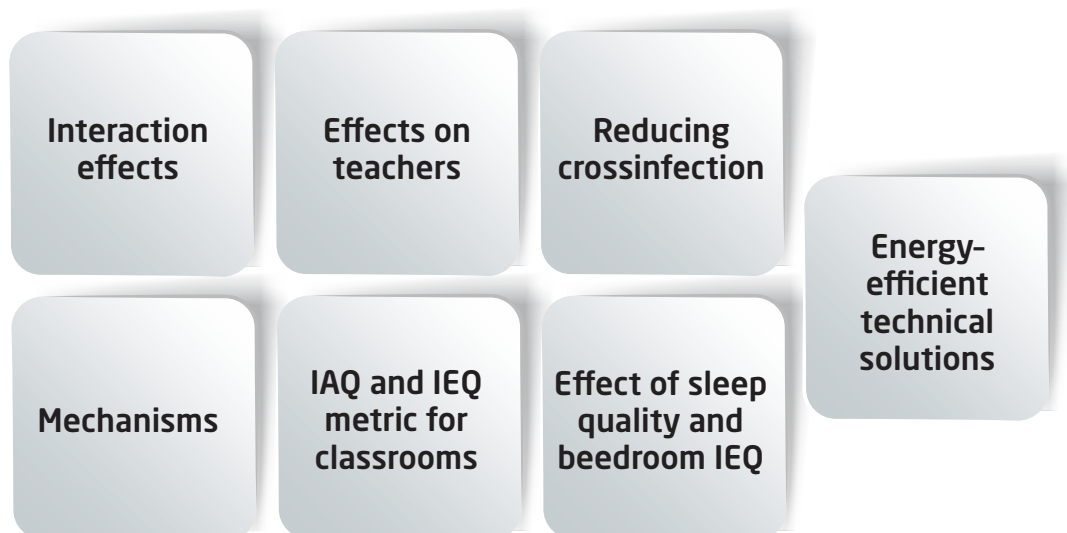 Interaction
effects
Effects on
teachers
Reducing
crossinfection
Energy–
efficient
technical
solutions
Mechanisms
IAQ and IEQ
metric for
classrooms
Effect of sleep
quality and
beedroom IEQ